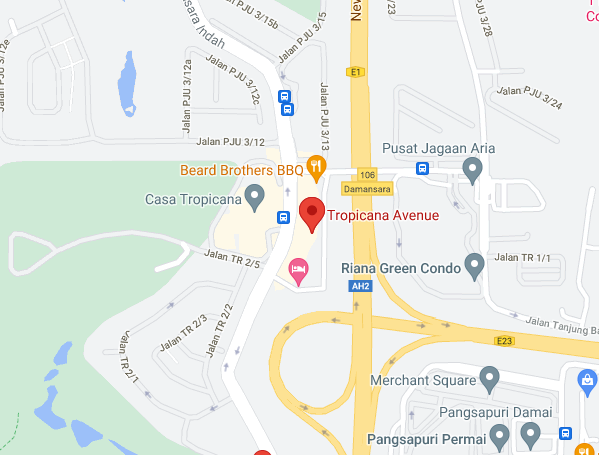 sara Indah
Jalan PJU 3/15b
Jalan PJU 3/15
New
PJU 3/28
E1
Jalan PJU 3/12a
Jalan PJU 3/12c
Jalan PJU 3/24
Jalan PJU 3/13
Jalan PJU 3/12
Pusat Jagaan Aria
Beard Brothers BBQ
106
Damansara
Casa Tropicana
Tropicana Avenue
Jalan TR 2/5
Jalan TR 1/1
Riana Green Condo
AH2
Jalan TR 2/2
Jalan TR 2/3
Jalan Tanjung Ba
E23
Jalan TR 2/1
Merchant Square
Pangsapuri Damai
Pangsapuri Permai